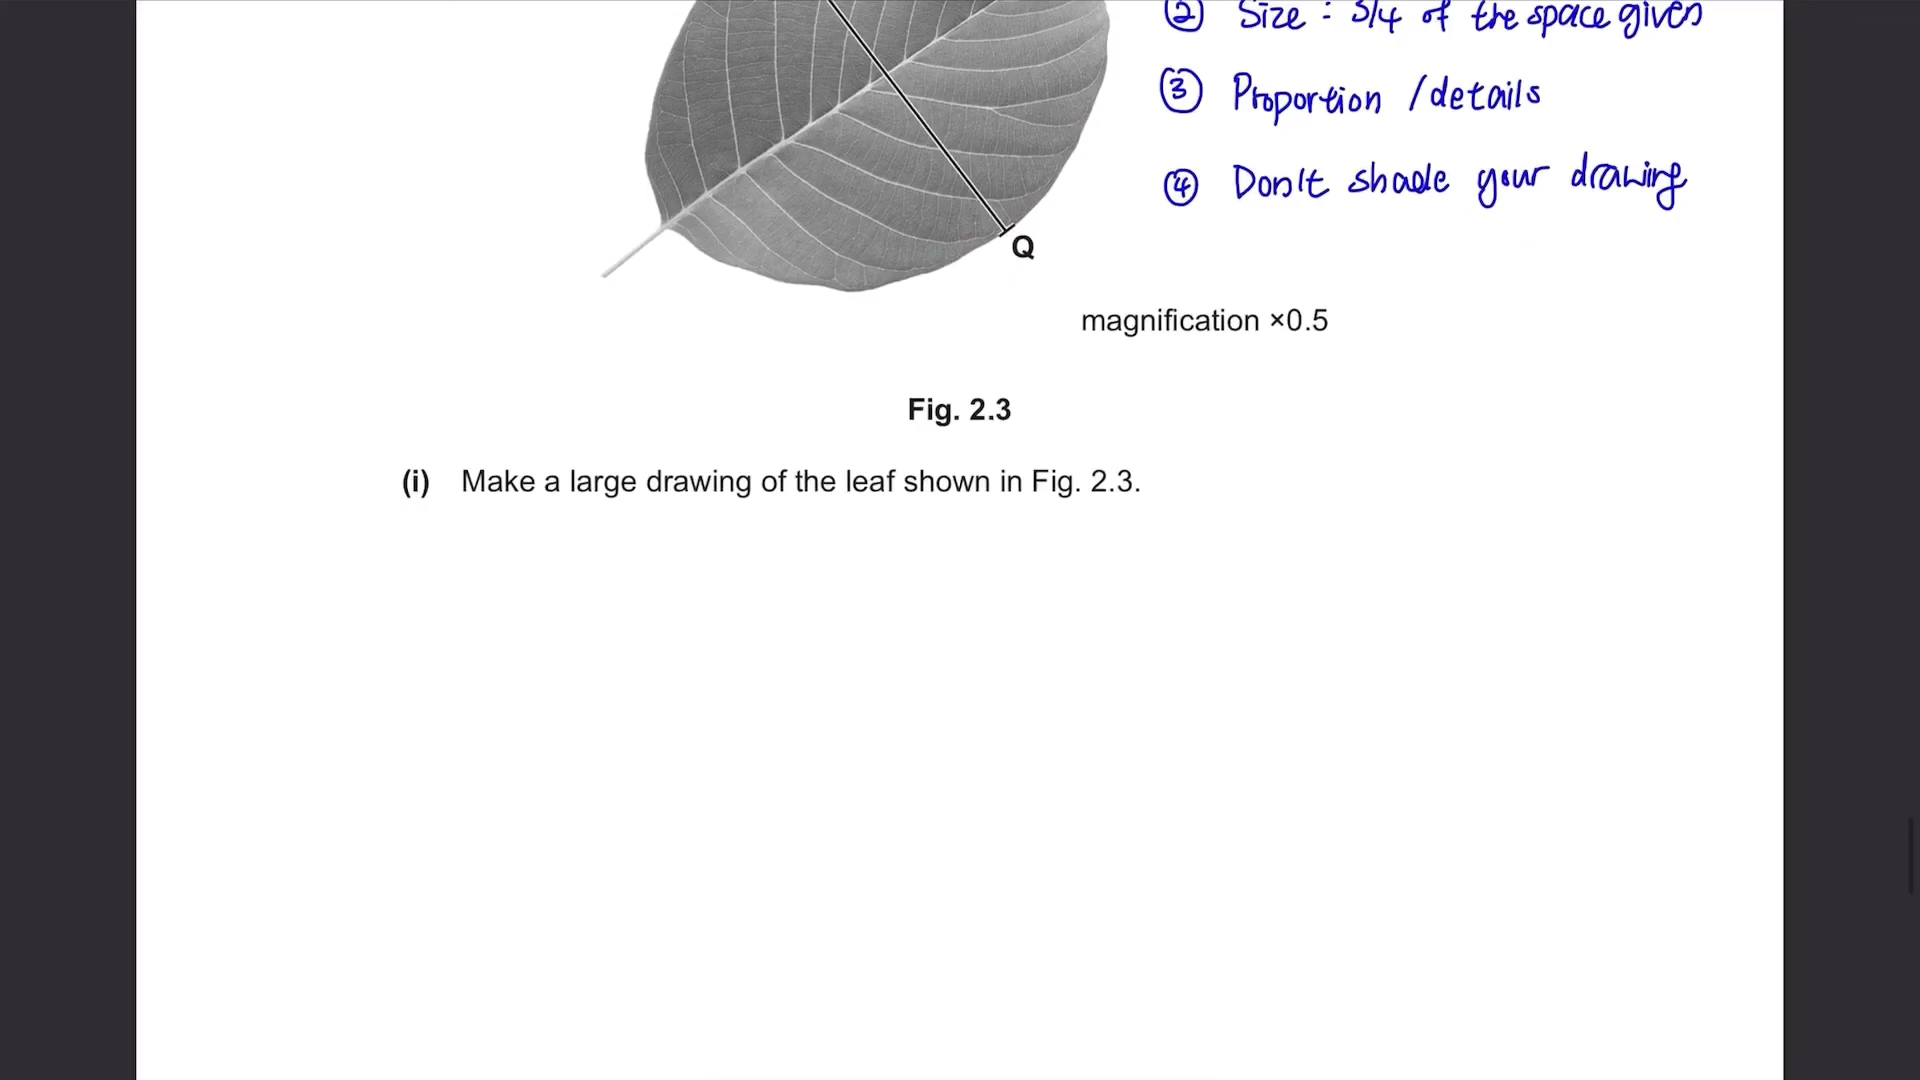 ② Size : 3/4 of the space given
③ Proportion / details
④ Don't shade your drawing
Q
magnification ×0.5
Fig. 2.3
(i) Make a large drawing of the leaf shown in Fig. 2.3.